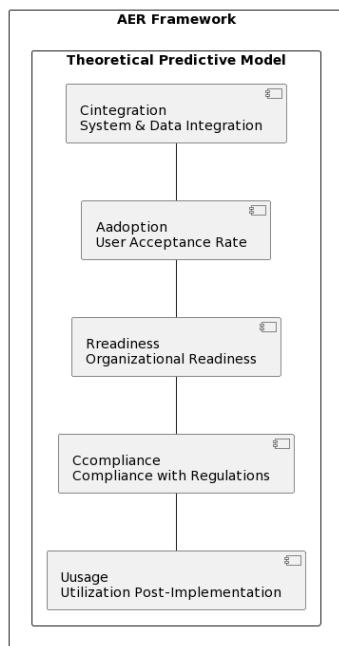 AER Framework
Theoretical Predictive Model
Cintegration
System & Data Integration
Aadoption
User Acceptance Rate
Rreadiness
Organizational Readiness
Ccompliance
Compliance with Regulations
Uusage
Utilization Post-Implementation